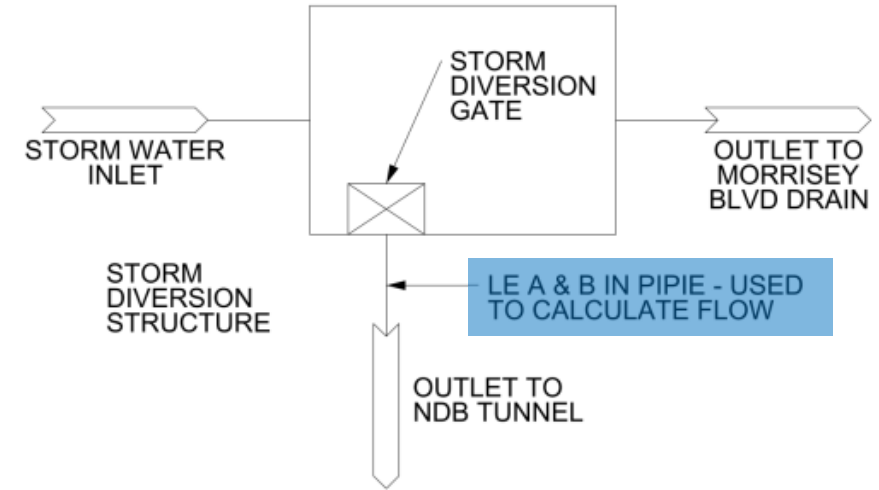 STORM
DIVERSION
GATE
STORM WATER
INLET
OUTLET TO
MORRISEY
BLVD DRAIN
STORM
DIVERSION
STRUCTURE
LE A & B IN PIPIE - USED
TO CALCULATE FLOW
OUTLET TO
NDB TUNNEL